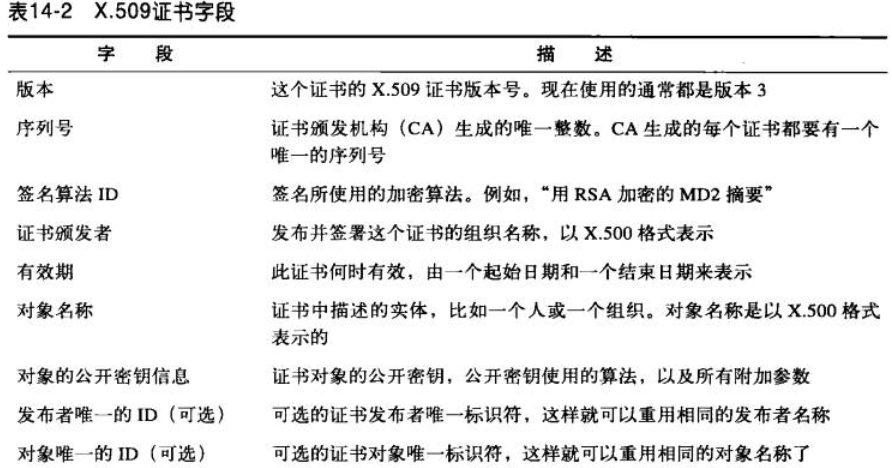 表14-2 X.509证书字段
字 段 描 述
版本 这个证书的 X.509 证书版本号。现在使用的通常都是版本 3
序列号 证书颁发机构（CA）生成的唯一整数。CA 生成的每个证书都要有一个
唯一的序列号
签名算法 ID 签名所使用的加密算法。例如，“用 RSA 加密的 MD2 摘要”
证书颁发者 发布并签署这个证书的组织名称，以 X.500 格式表示
有效期 此证书何时有效，由一个起始日期和一个结束日期来表示
对象名称 证书中描述的实体，比如一个人或一个组织。对象名称是以 X.500 格式
表示的
对象的公开密钥信息 证书对象的公开密钥，公开密钥使用的算法，以及所有附加参数
发布者唯一的 ID（可选） 可选的证书发布者唯一标识符，这样就可以重用相同的发布者名称
对象唯一的 ID（可选） 可选的证书对象唯一标识符，这样就可以重用相同的对象名称了